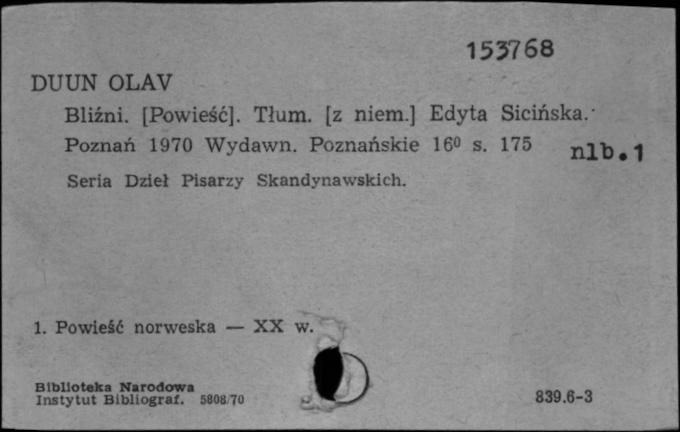 153768
DUUN OLAV
Bliźni. [Powieść]. Tłum. [z niem.] Edyta Sicińska.
Poznań 1970 Wydawn. Poznańskie 16⁰ s. 175 nlb.1
Seria Dzieł Pisarzy Skandynawskich.
1. Powieść norweska — XX w.
Biblioteka Narodowa
Instytut Bibliograf. 5808/70
839.6-3